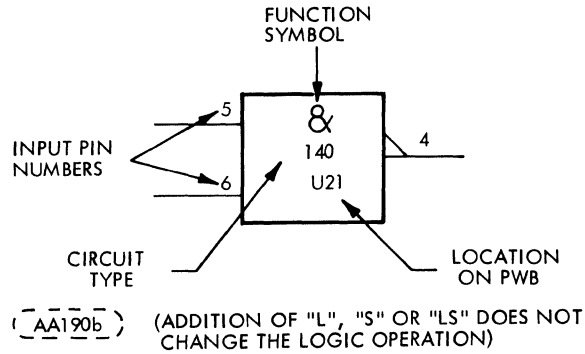 FUNCTION
SYMBOL
5
&
4
INPUT PIN
NUMBERS
140
6
U21
CIRCUIT
TYPE
LOCATION
ON PWB
AA190b
(ADDITION OF "L", "S" OR "LS" DOES NOT
CHANGE THE LOGIC OPERATION)